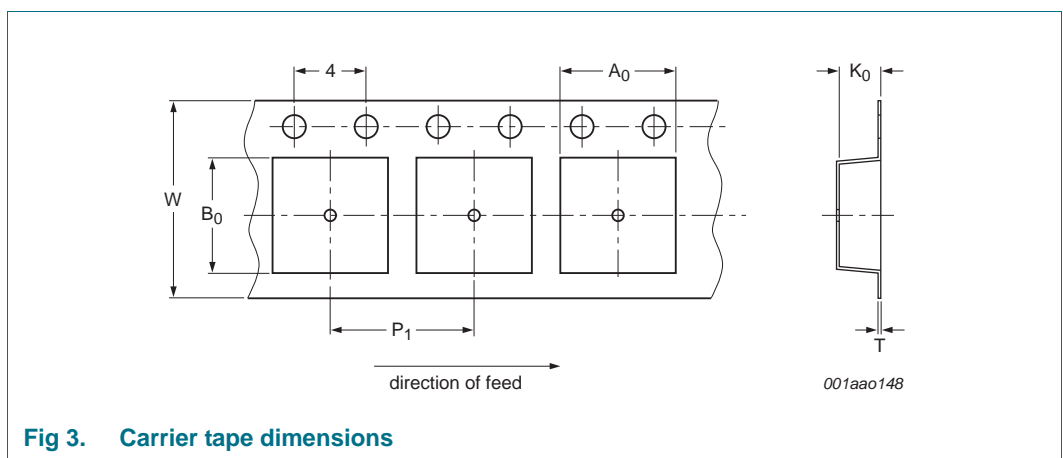 4
A0
K0
W
B0
P1
T
direction of feed
001aao148
Fig 3. Carrier tape dimensions